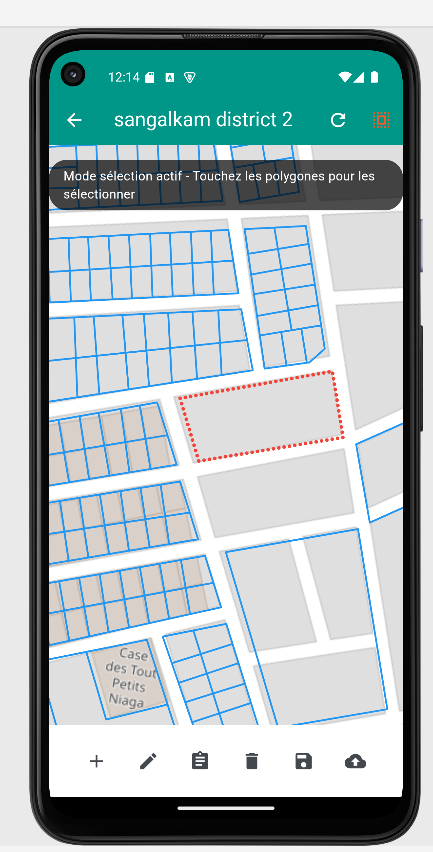 12:14
sangalkam district 2
Mode sélection actif - Touchez les polygones pour les
sélectionner
Case
des Tout
Petits
Niaga